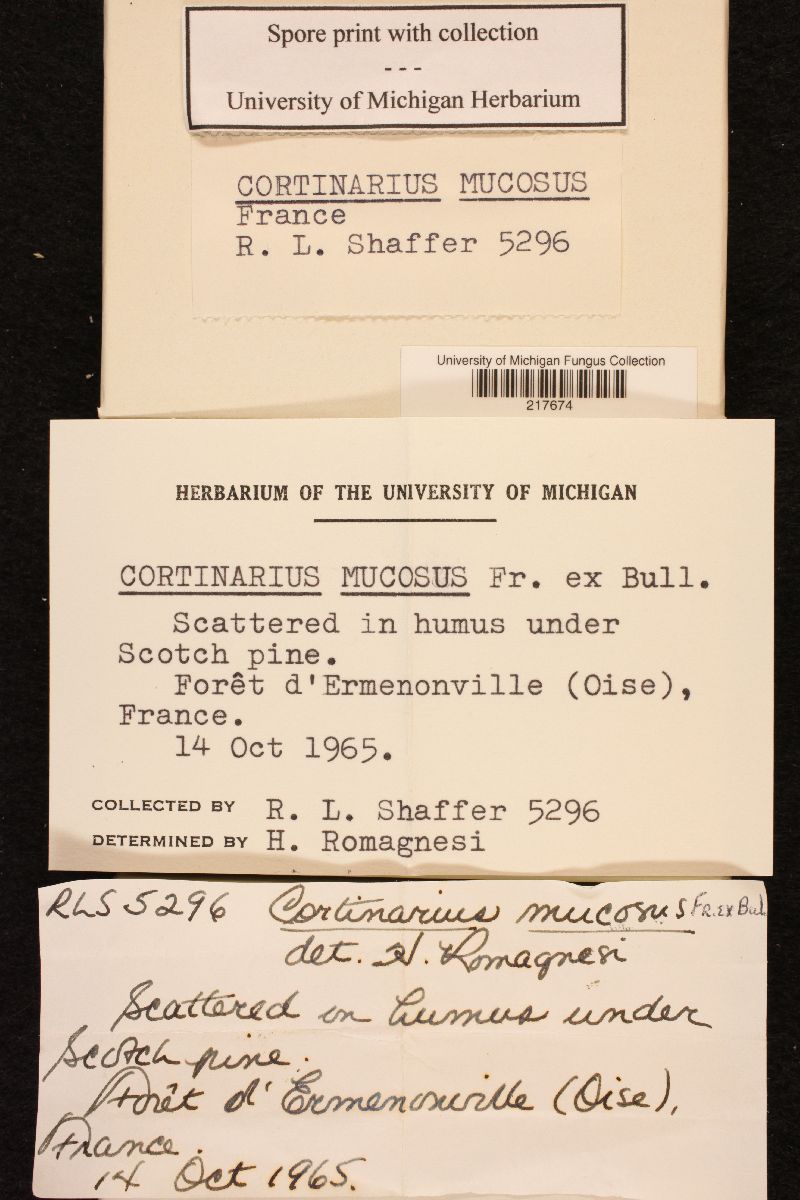 Spore print with collection
- - -
University of Michigan Herbarium
CORTINARIUS MUCOSUS
France
R. L. Shaffer 5296
University of Michigan Fungus Collection
217674
HERBARIUM OF THE UNIVERSITY OF MICHIGAN
CORTINARIUS MUCOSUS Fr. ex Bull.
Scattered in humus under
Scotch pine.
Forêt d'Ermenonville (Oise),
France.
14 Oct 1965.
COLLECTED BY R. L. Shaffer 5296
DETERMINED BY H. Romagnesi
RLS 5296 Cortinarius mucosus FR. EX Bull
det. H. Romagnesi
Scattered in humus under
Scotch pine.
Forêt d'Ermenonville (Oise),
France.
14 Oct 1965.